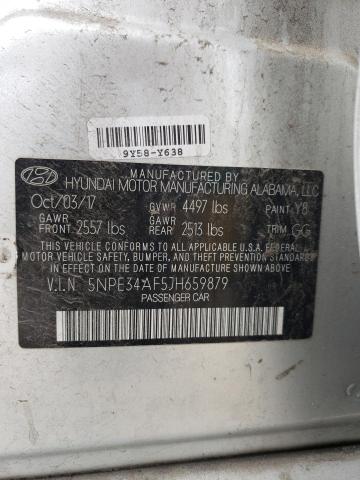 9Y58-Y638
MANUFACTURED BY
HYUNDAI MOTOR MANUFACTURING ALABAMA, LLC
Oct/03/17 GVWR 4497 lbs PAINT Y8
GAWR FRONT 2557 lbs GAWR REAR 2513 lbs TRIM GG
THIS VEHICLE CONFORMS TO ALL APPLICABLE FEDERAL
MOTOR VEHICLE SAFETY, BUMPER, AND THEFT PREVENTION STANDARDS
IN EFFECT ON THE DATE OF MANUFACTURE SHOWN ABOVE.
V.I.N 5NPE34AF5JH659879
PASSENGER CAR